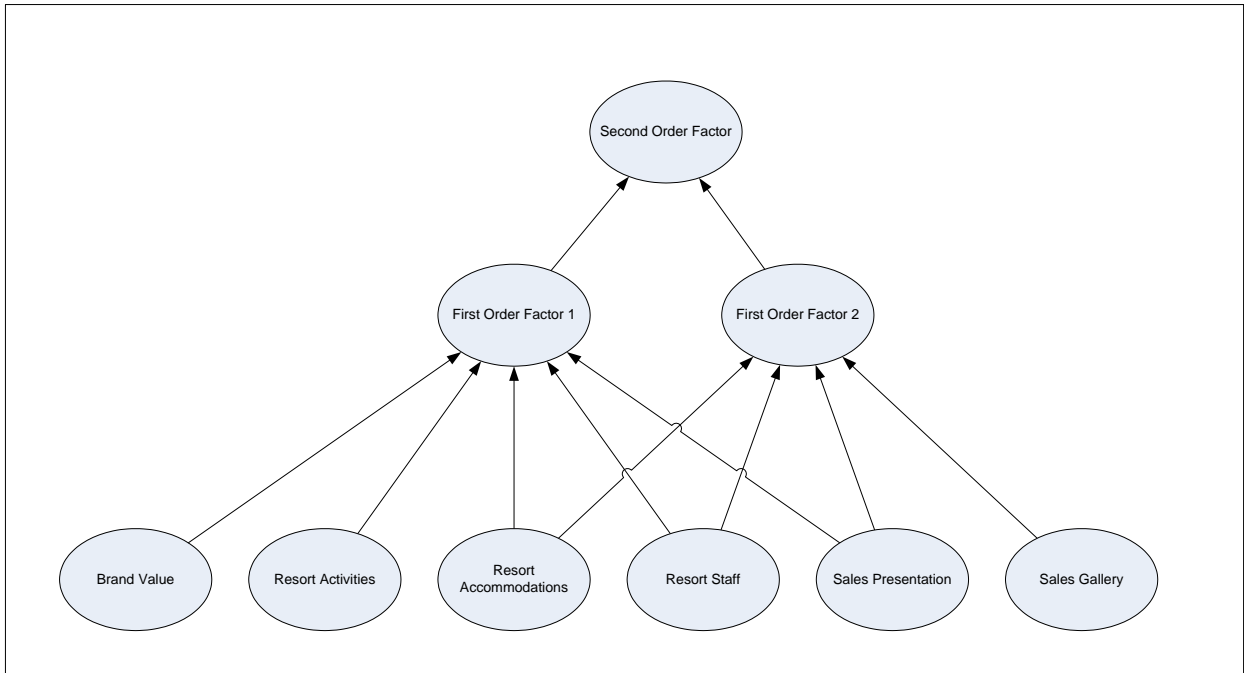 Second Order Factor
First Order Factor 1
First Order Factor 2
Brand Value
Resort Activities
Resort
Accommodations
Resort Staff
Sales Presentation
Sales Gallery